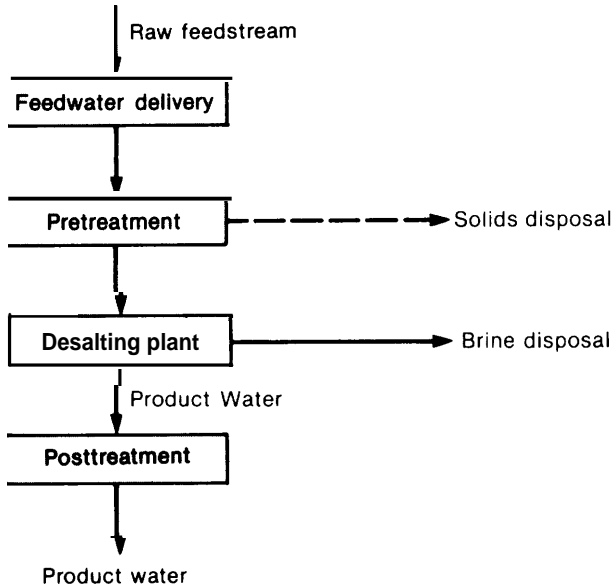 Raw feedstream
Feedwater delivery
Pretreatment
Solids disposal
Desalting plant
Brine disposal
Product Water
Posttreatment
Product water